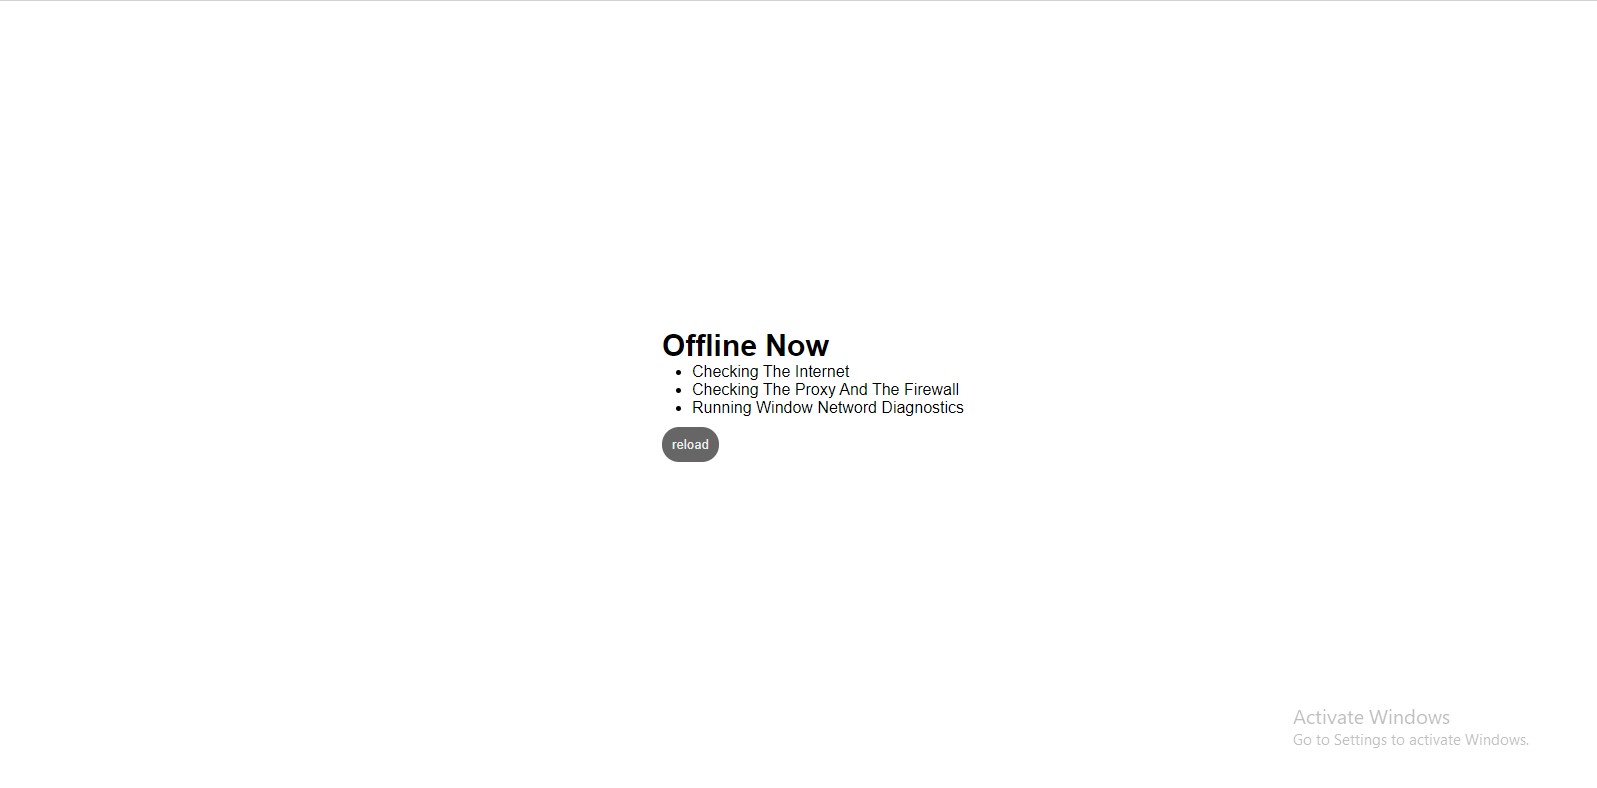 Offline Now
Checking The Internet
Checking The Proxy And The Firewall
Running Window Netword Diagnostics
reload
Activate Windows
Go to Settings to activate Windows.